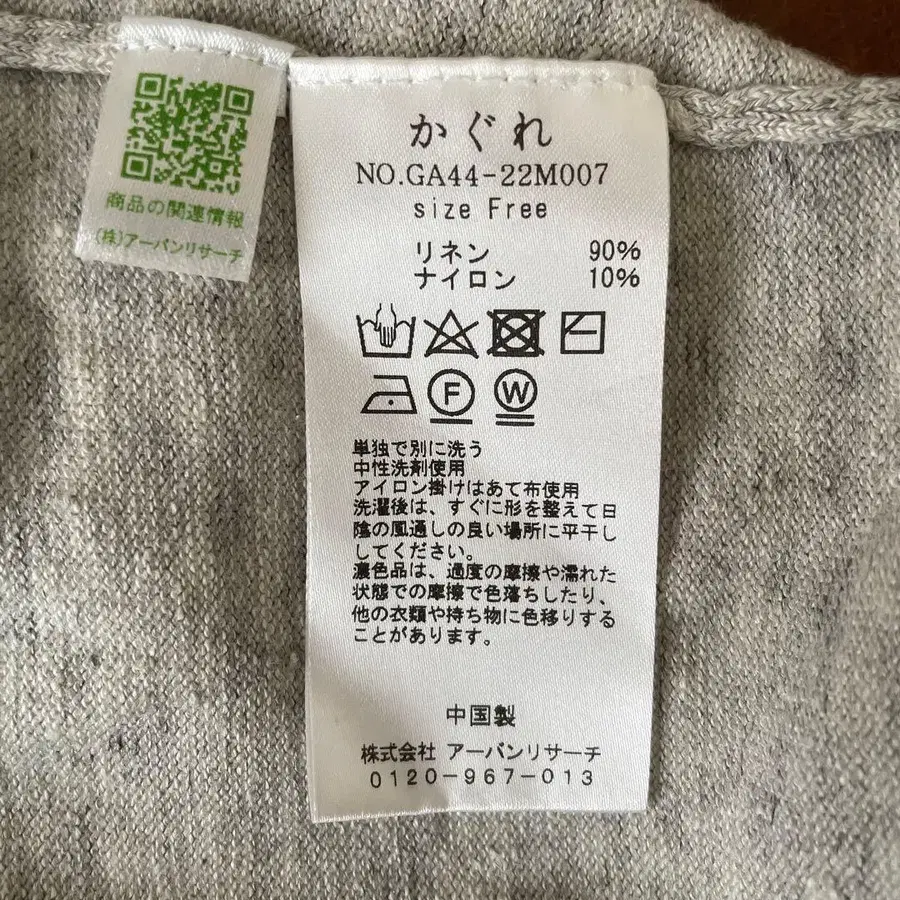 商品の関連情報
(株)アーバンリサーチ
かぐれ
NO.GA44-22M007
size Free
リネン 90%
ナイロン 10%
F W
単独で別に洗う
中性洗剤使用
アイロン掛けはあて布使用
洗濯後は、すぐに形を整えて日
陰の風通しの良い場所に平干し
してください。
濃色品は、過度の摩擦や濡れた
状態での摩擦で色落ちしたり、
他の衣類や持ち物に色移りする
ことがあります。
中国製
株式会社 アーバンリサーチ
0120-967-013